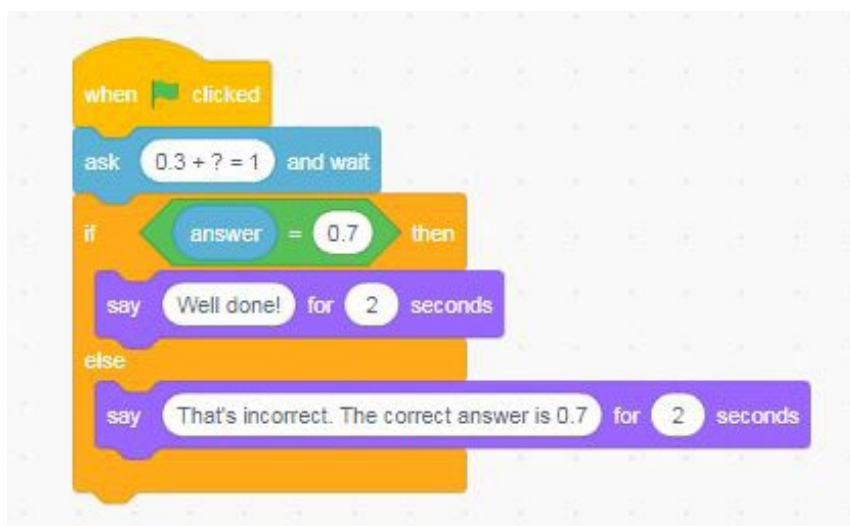 when clicked
ask 0.3 + ? = 1 and wait
if answer = 0.7 then
say Well done! for 2 seconds
else
say That's incorrect. The correct answer is 0.7 for 2 seconds